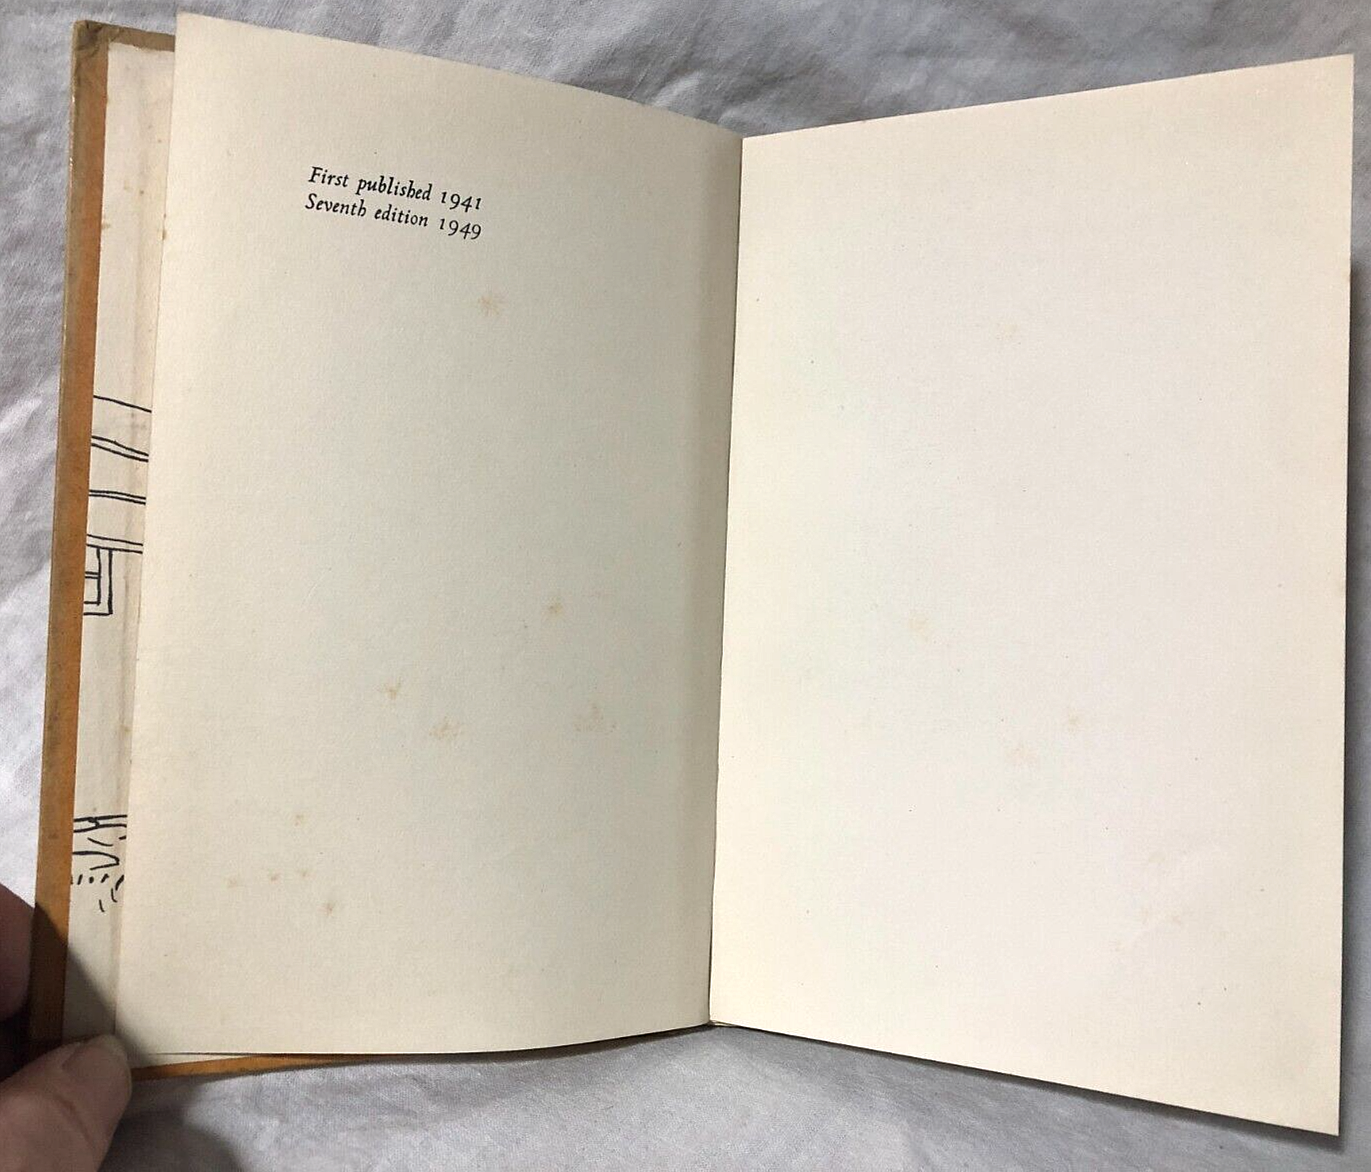 First published 1941
Seventh edition 1949